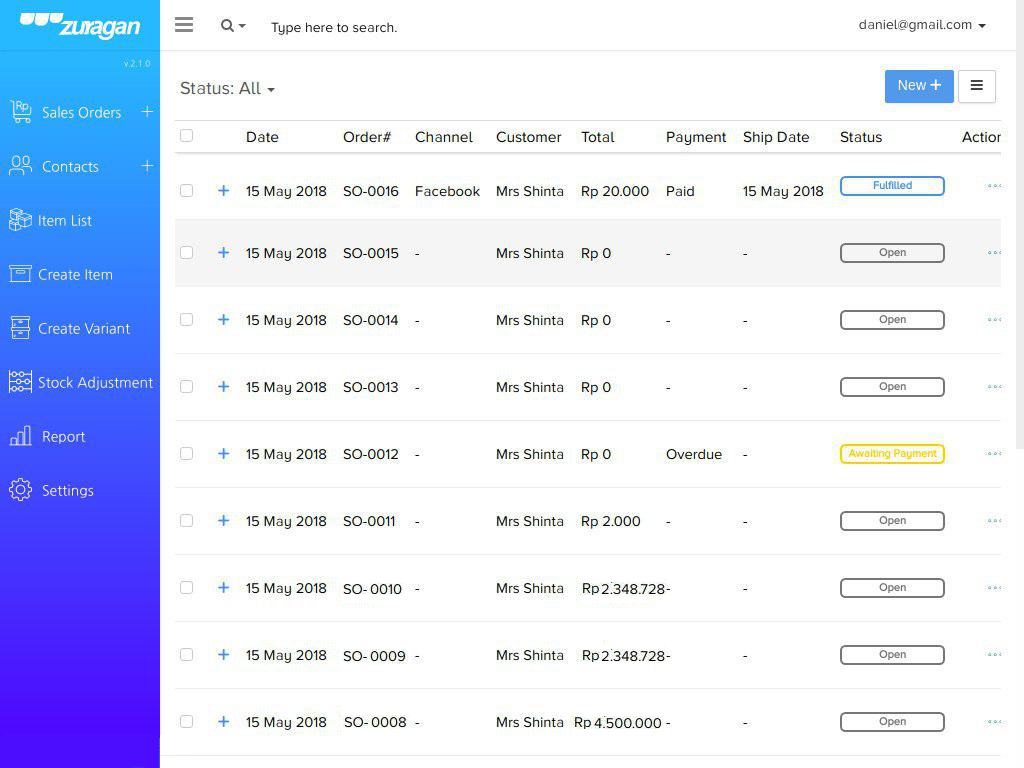 zuragan
Type here to search.
daniel@gmail.com
v.2.1.0
Status: All
New +
Sales Orders +
Contacts +
Item List
Create Item
Create Variant
Stock Adjustment
Report
Settings
Date Order# Channel Customer Total Payment Ship Date Status Action
+ 15 May 2018 SO-0016 Facebook Mrs Shinta Rp 20.000 Paid 15 May 2018 Fulfilled
+ 15 May 2018 SO-0015 - Mrs Shinta Rp 0 - - Open
+ 15 May 2018 SO-0014 - Mrs Shinta Rp 0 - - Open
+ 15 May 2018 SO-0013 - Mrs Shinta Rp 0 - - Open
+ 15 May 2018 SO-0012 - Mrs Shinta Rp 0 Overdue - Awaiting Payment
+ 15 May 2018 SO-0011 - Mrs Shinta Rp 2.000 - - Open
+ 15 May 2018 SO- 0010 - Mrs Shinta Rp 2.348.728 - - Open
+ 15 May 2018 SO- 0009 - Mrs Shinta Rp 2.348.728 - - Open
+ 15 May 2018 SO- 0008 - Mrs Shinta Rp 4.500.000 - - Open